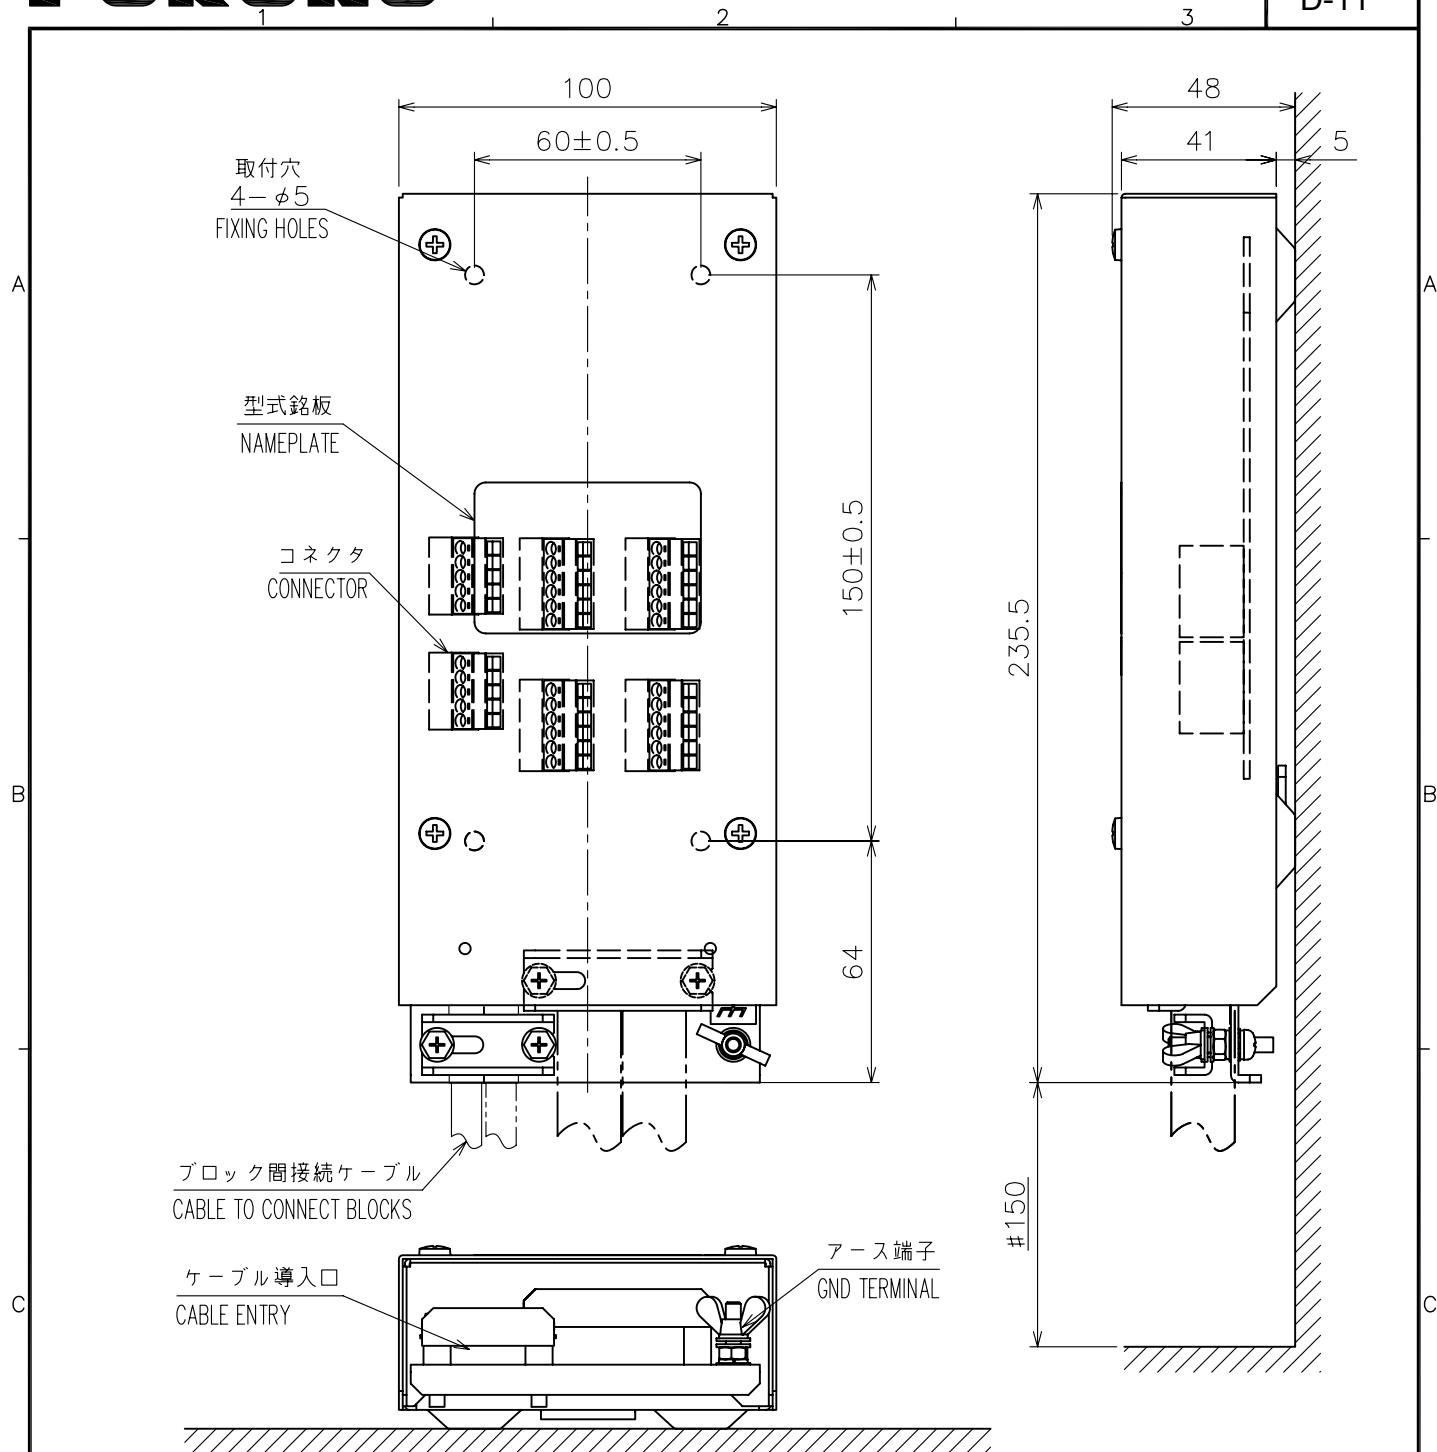 FURUNO
D-11
1
2
3
100
48
60±0.5
41
5
取付穴
4-φ5
FIXING HOLES
A
A
型式銘板
NAMEPLATE
コネクタ
CONNECTOR
150±0.5
235.5
B
B
64
ブロック間接続ケーブル
CABLE TO CONNECT BLOCKS
#150
アース端子
GND TERMINAL
ケーブル導入口
CABLE ENTRY
C
C